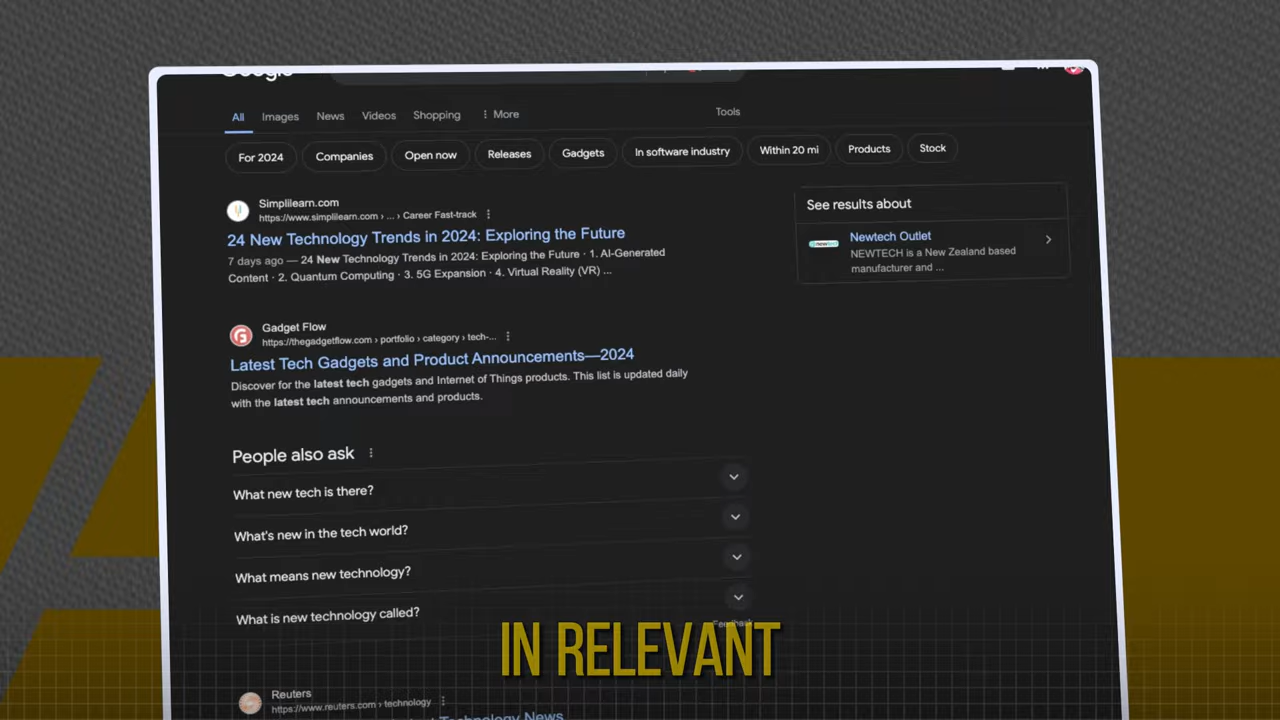 Google
All Images News Videos Shopping More Tools
For 2024 Companies Open now Releases Gadgets In software industry Within 20 mi Products Stock
Simplilearn.com
https://www.simplilearn.com › ... › Career Fast-track
24 New Technology Trends in 2024: Exploring the Future
7 days ago — 24 New Technology Trends in 2024: Exploring the Future · 1. AI-Generated
Content · 2. Quantum Computing · 3. 5G Expansion · 4. Virtual Reality (VR) ...
See results about
newtech
Newtech Outlet
NEWTECH is a New Zealand based
manufacturer and ...
Gadget Flow
https://thegadgetflow.com › portfolio › category › tech-...
Latest Tech Gadgets and Product Announcements—2024
Discover for the latest tech gadgets and Internet of Things products. This list is updated daily
with the latest tech announcements and products.
People also ask
What new tech is there?
What's new in the tech world?
What means new technology?
What is new technology called?
Feedback
IN RELEVANT
Reuters
https://www.reuters.com › technology
Technology News